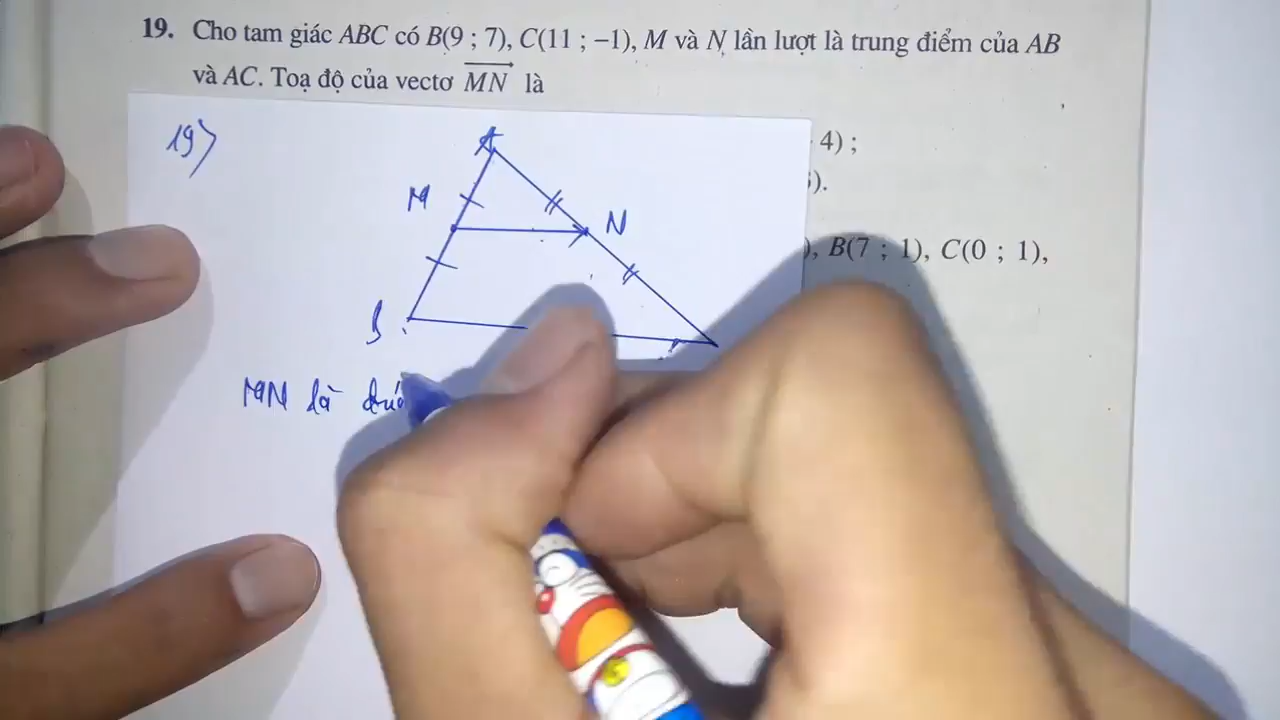 19. Cho tam giác ABC có B(9 ; 7), C(11 ; −1), M và N lần lượt là trung điểm của AB
và AC. Toạ độ của vectơ MN là
4) ;
).
), B(7 ; 1), C(0 ; 1),
19)
A
M
N
B
MN là